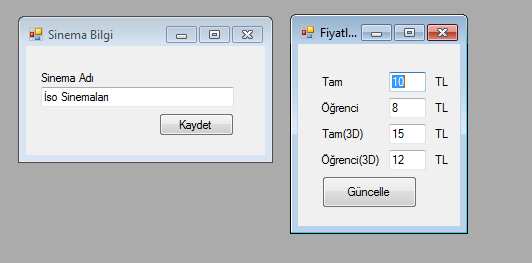 Sinema Bilgi
Sinema Adı
İso Sinemaları
Kaydet
Fiyatl...
Tam 10 TL
Öğrenci 8 TL
Tam(3D) 15 TL
Öğrenci(3D) 12 TL
Güncelle